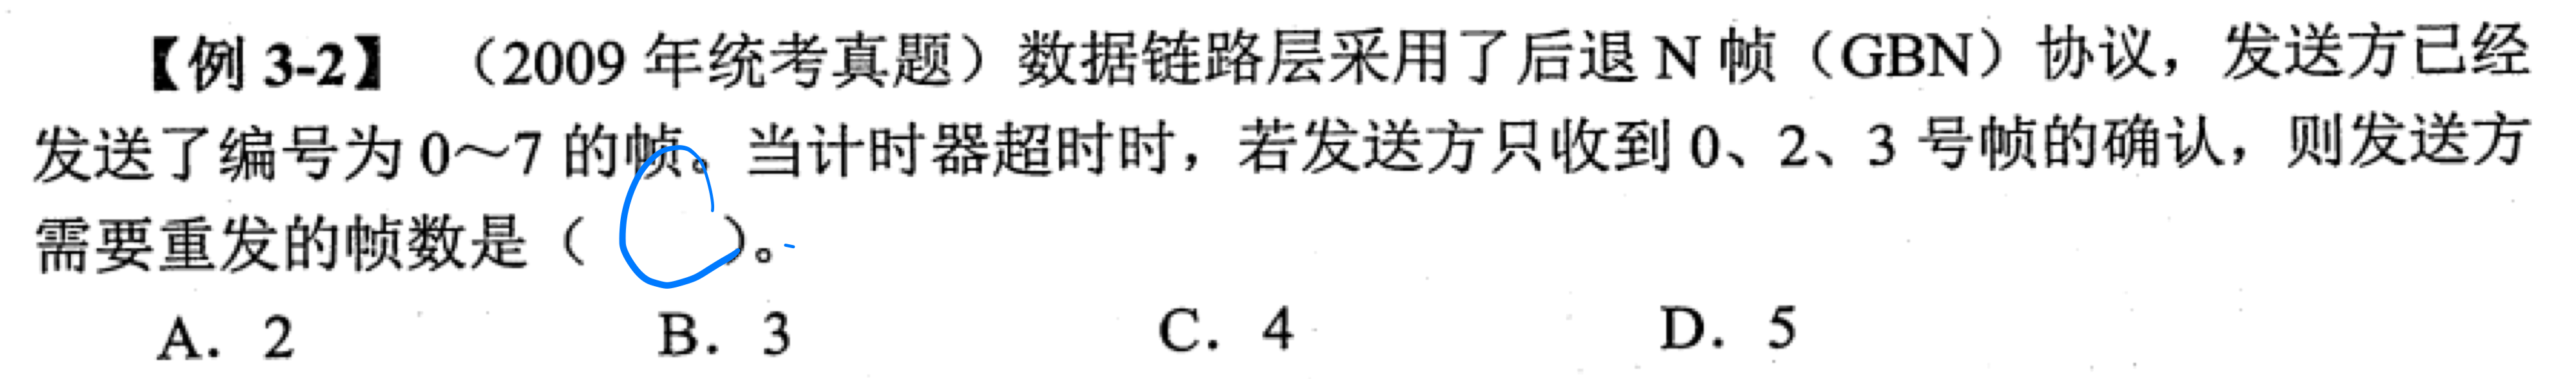 【例 3-2】 （2009 年统考真题）数据链路层采用了后退 N 帧（GBN）协议，发送方已经
发送了编号为 0～7 的帧。当计时器超时时，若发送方只收到 0、2、3 号帧的确认，则发送方
需要重发的帧数是（ ）。
A．2 B．3 C．4 D．5